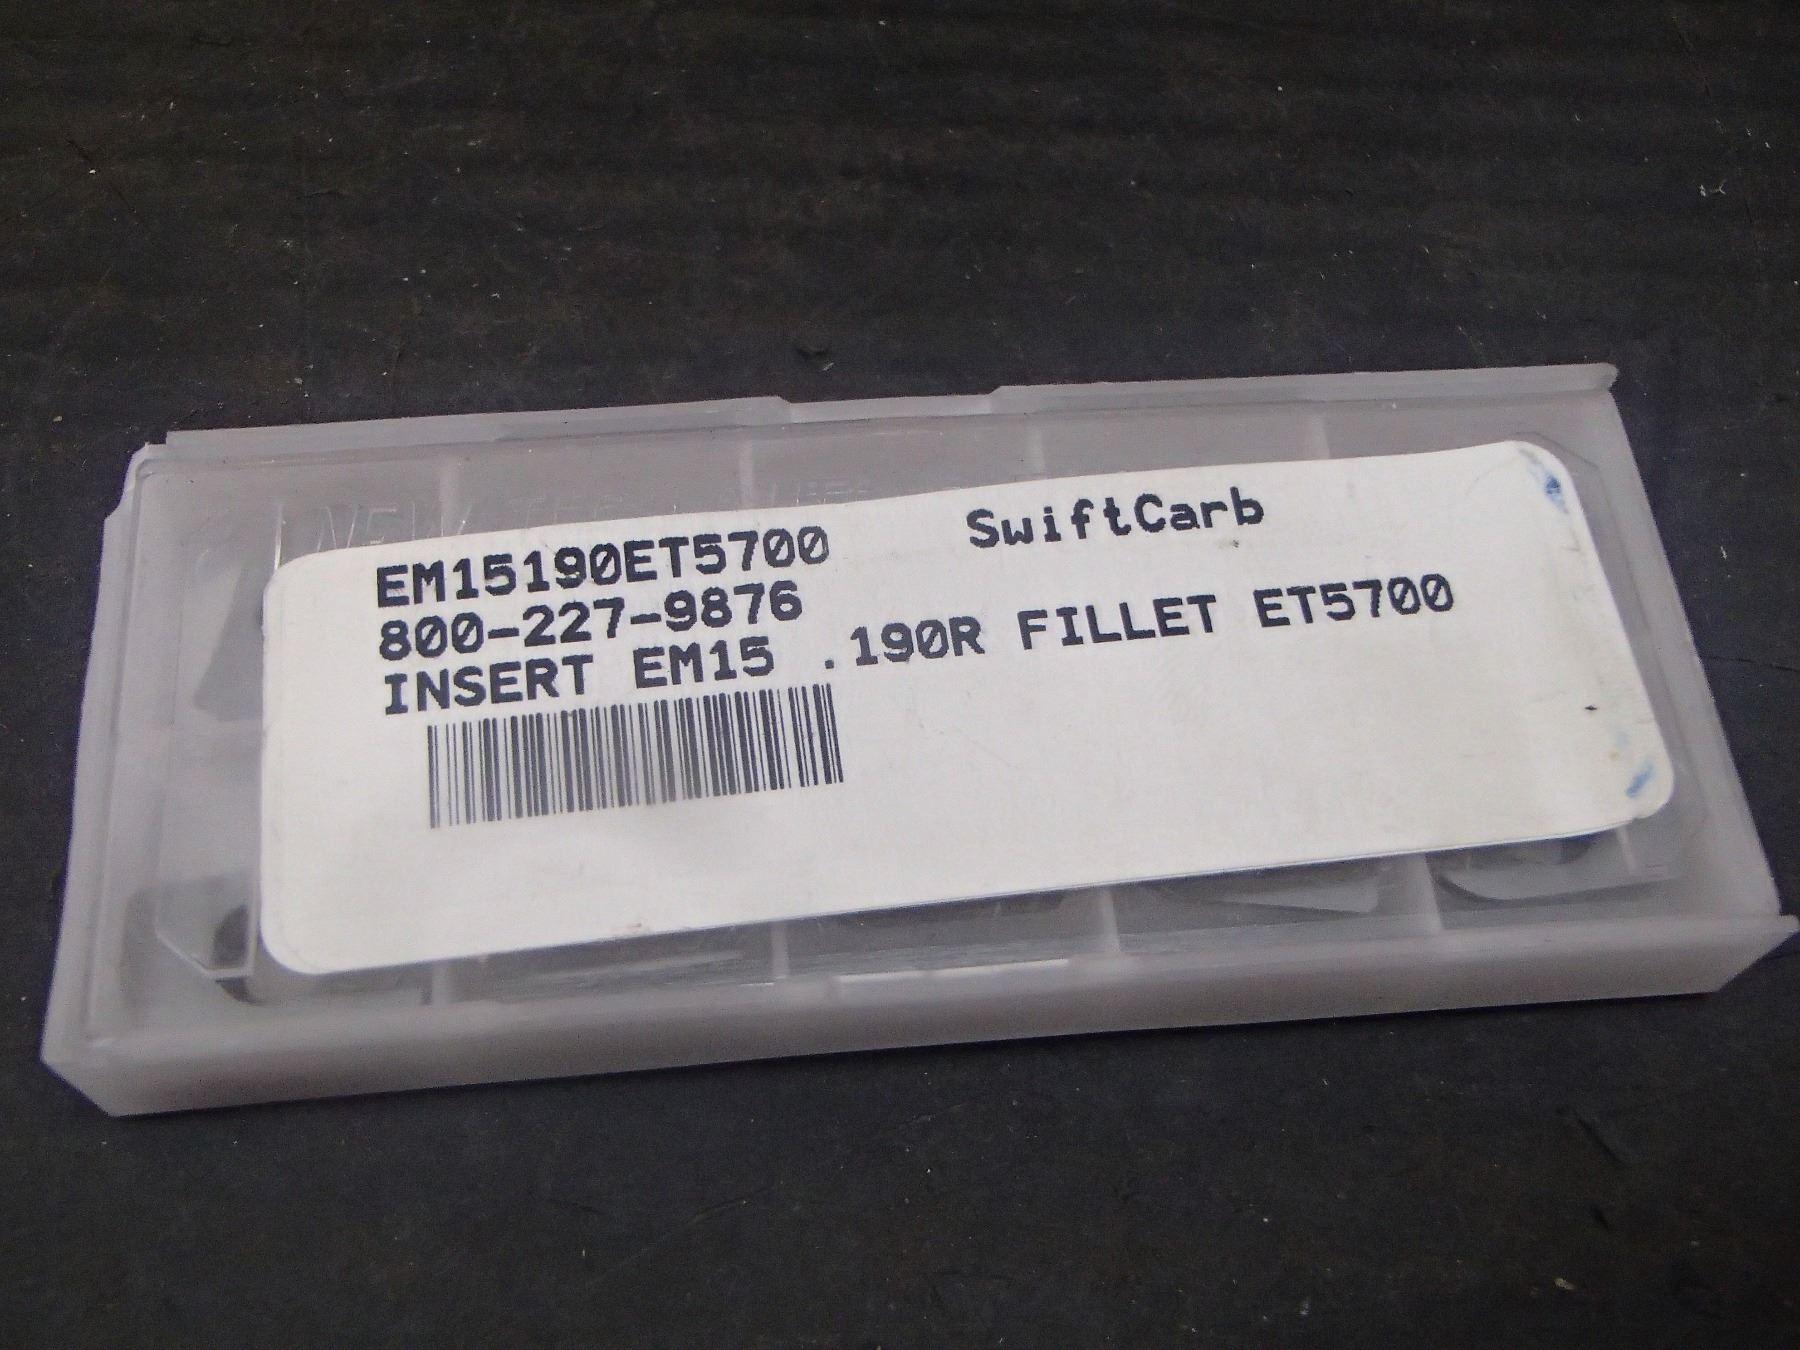 EM15190ET5700 SwiftCarb
800-227-9876
INSERT EM15 .190R FILLET ET5700